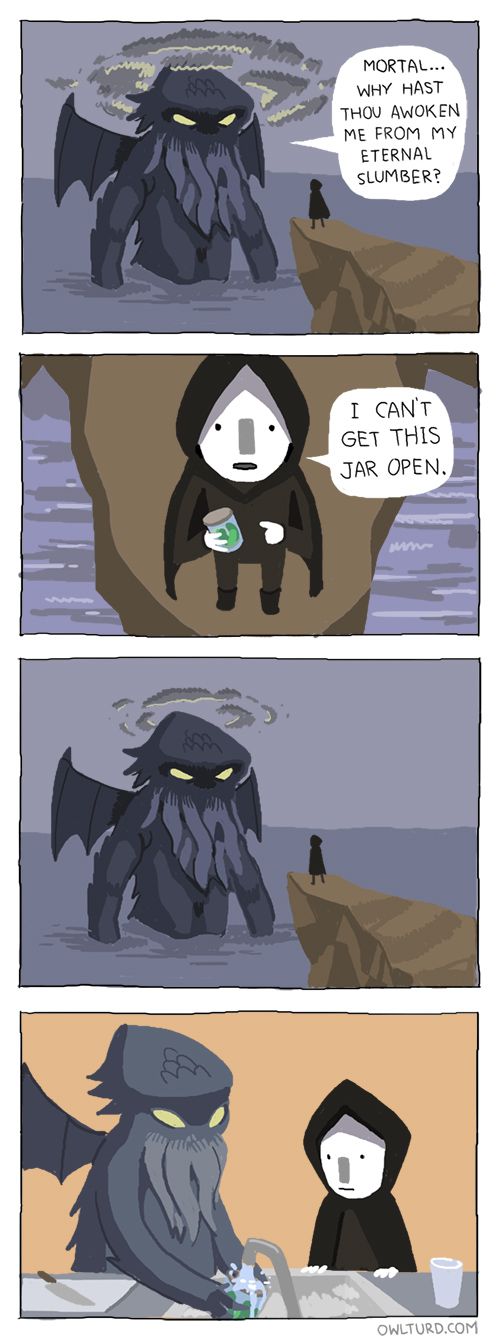 MORTAL...
WHY HAST
THOU AWOKEN
ME FROM MY
ETERNAL
SLUMBER?
I CAN'T
GET THIS
JAR OPEN.
OWLTURD.COM